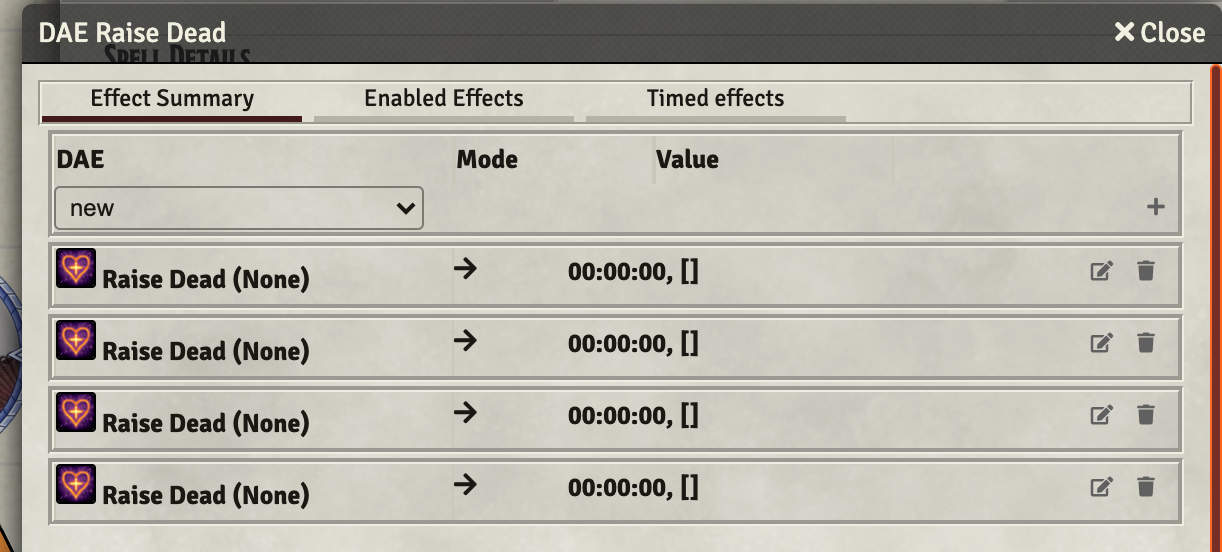 DAE Raise Dead
Close
SPELL DETAILS
Effect Summary
Enabled Effects
Timed effects
DAE
Mode
Value
new
Raise Dead (None)
00:00:00, []
Raise Dead (None)
00:00:00, []
Raise Dead (None)
00:00:00, []
Raise Dead (None)
00:00:00, []